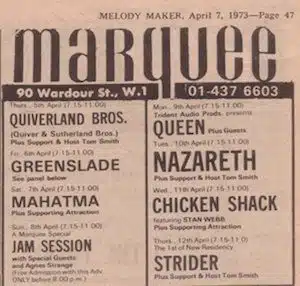 MELODY MAKER, April 7, 1973—Page 47
marquee
90 Wardour St., W.1
01-437 6603
Thurs., 5th April (7.15-11.00)
QUIVERLAND BROS.
(Quiver & Sutherland Bros.)
Plus Support & Host Tom Smith
Fri., 6th April (7.15-11.00)
GREENSLADE
See panel below
Sat., 7th April (7.15-11.00)
MAHATMA
Plus Supporting Attraction
Sun., 8th April (7.15-11.00)
A Marquee Special
JAM SESSION
with Special Guests
and Agnes Strange
(Free Admission with this Adv.
ONLY before 8.00 p.m.)
Mon., 9th April (7.15-11.00)
Trident Audio Prods. presents
QUEEN Plus Guests
Tues., 10th April (7.15-11.00)
NAZARETH
Plus Support & Host Tom Smith
Wed., 11th April (7.15-11.00)
CHICKEN SHACK
featuring STAN WEBB
Plus Supporting Attraction
Thurs., 12th April (7.15-11.0)
The 1st of New Residency
STRIDER
Plus Support & Host Tom Smith